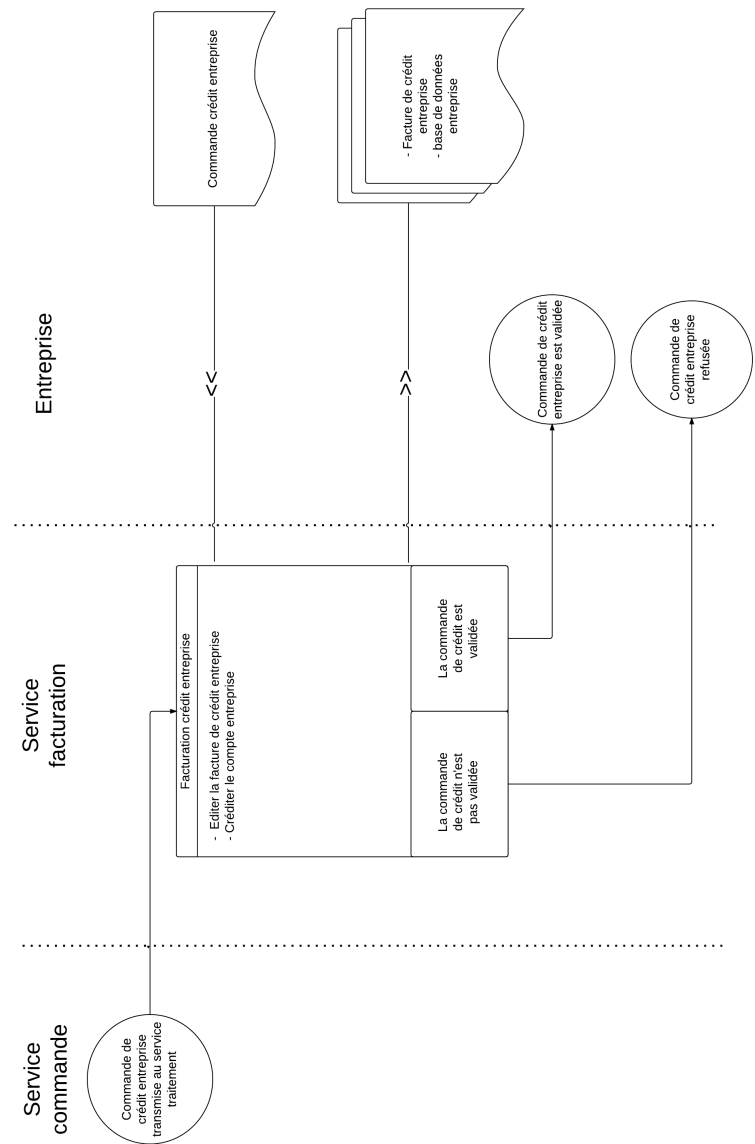 Service
commande
Service
facturation
Entreprise
Commande de
crédit entreprise
transmise au service
traitement
Facturation crédit entreprise
- Editer la facture de crédit entreprise
- Créditer le compte entreprise
La commande
de crédit n'est
pas validée
La commande
de crédit est
validée
Commande crédit entreprise
<<
- Facture de crédit
entreprise
- base de données
entreprise
>>
Commande de crédit
entreprise est validée
Commande de
crédit entreprise
refusée